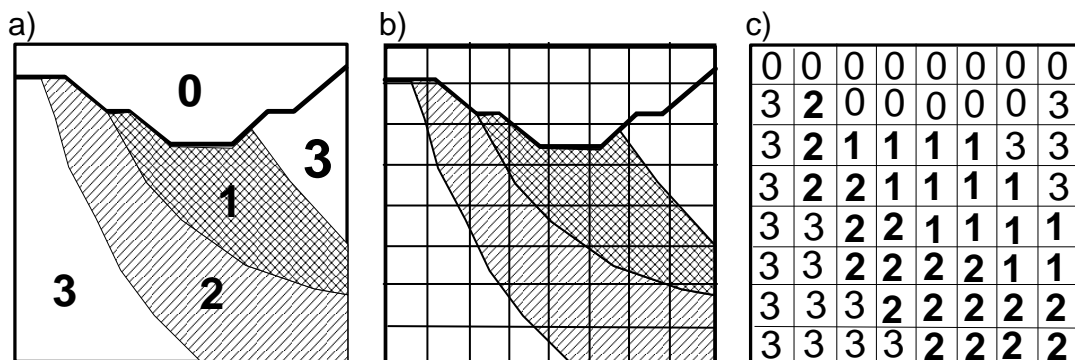 a)
0
3
1
2
3
b)
c)
0 0 0 0 0 0 0 0
3 2 0 0 0 0 0 3
3 2 1 1 1 1 3 3
3 2 2 1 1 1 1 3
3 3 2 2 1 1 1 1
3 3 2 2 2 2 1 1
3 3 3 2 2 2 2 2
3 3 3 3 2 2 2 2